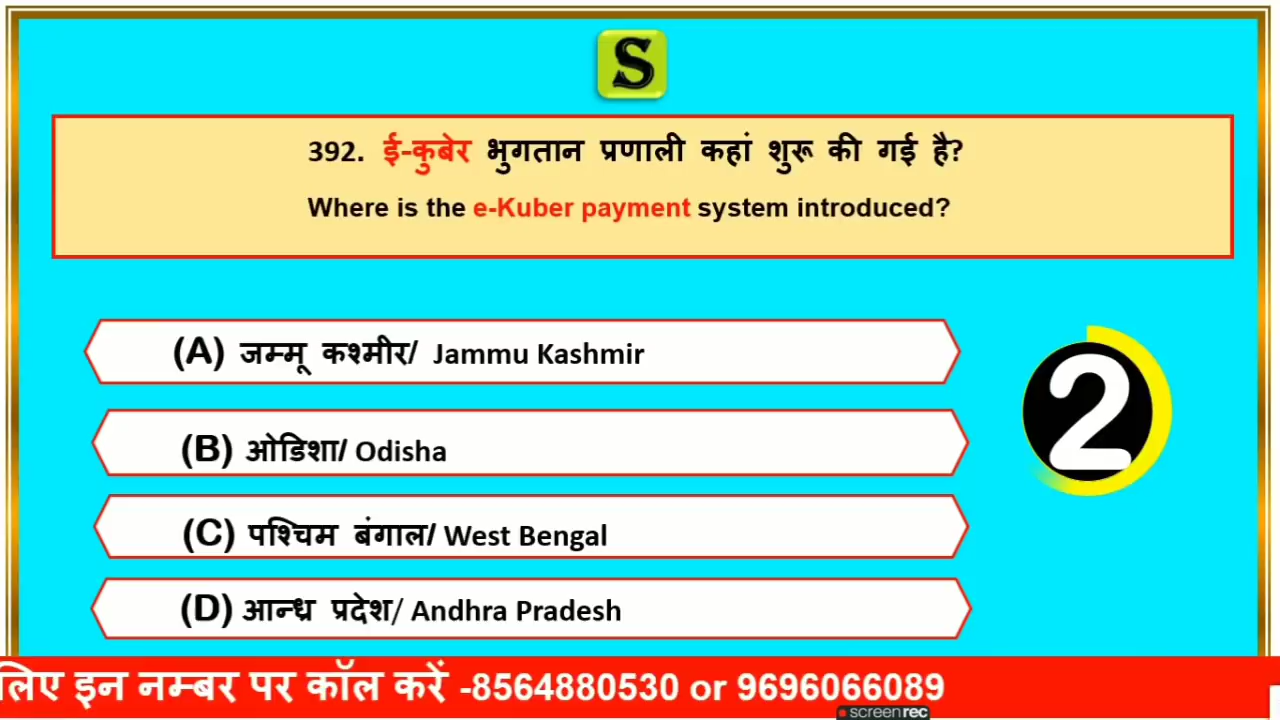 S
392. ई-कुबेर भुगतान प्रणाली कहां शुरू की गई है?
Where is the e-Kuber payment system introduced?
(A) जम्मू कश्मीर/ Jammu Kashmir
(B) ओडिशा/ Odisha
2
(C) पश्चिम बंगाल/ West Bengal
(D) आन्ध्र प्रदेश/ Andhra Pradesh
लिए इन नम्बर पर कॉल करें -8564880530 or 9696066089
screenrec